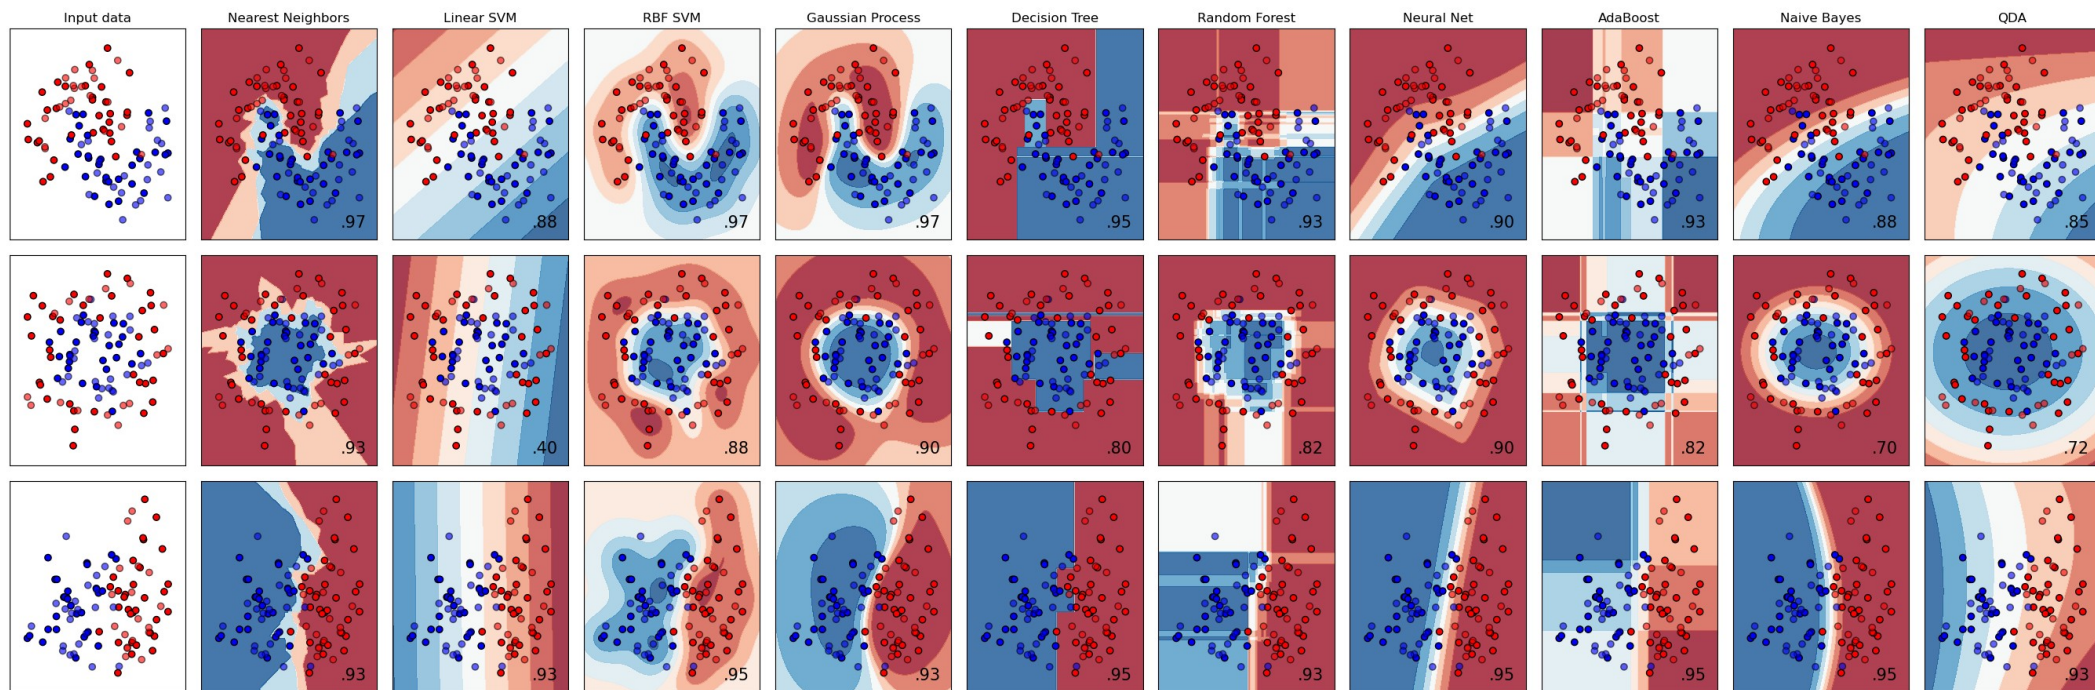 Input data Nearest Neighbors Linear SVM RBF SVM Gaussian Process Decision Tree Random Forest Neural Net AdaBoost Naive Bayes QDA
.97 .88 .97 .97 .95 .93 .90 .93 .88 .85
.93 .40 .88 .90 .80 .82 .90 .82 .70 .72
.93 .93 .95 .93 .95 .93 .95 .95 .95 .93